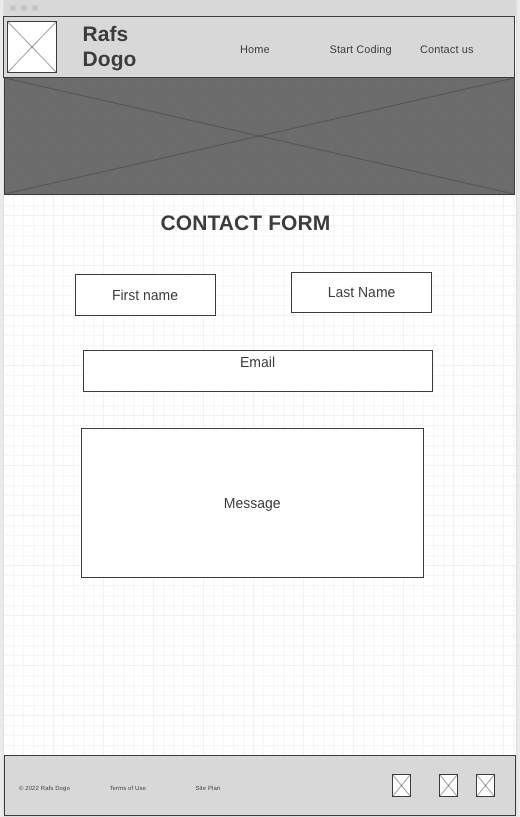 Rafs
Dogo
Home
Start Coding
Contact us
CONTACT FORM
First name
Last Name
Email
Message
© 2022 Rafs Dogo
Terms of Use
Site Plan